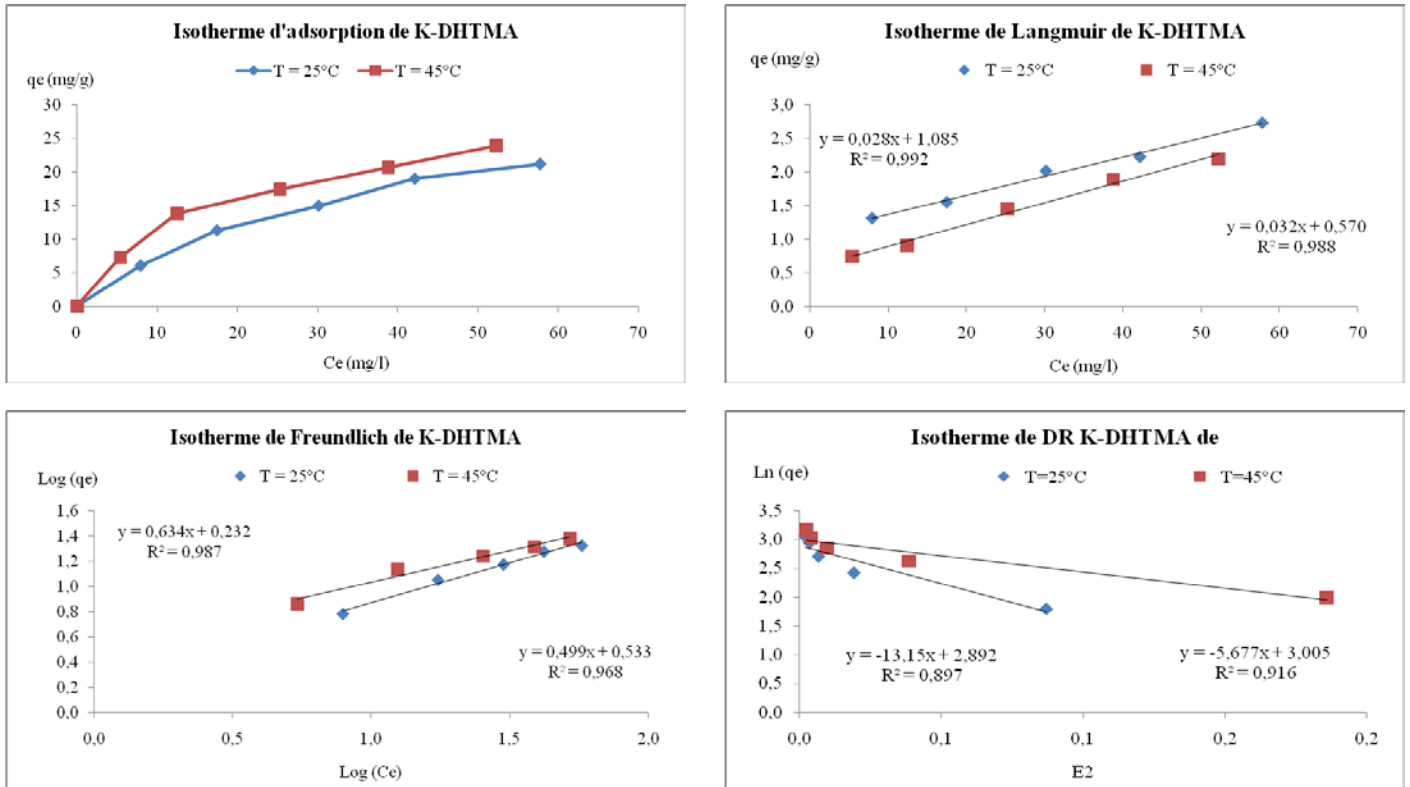 Isotherme d'adsorption de K-DHTMA
qe (mg/g)
T = 25°C
T = 45°C
30
25
20
15
10
5
0
0 10 20 30 40 50 60 70
Ce (mg/l)
Isotherme de Langmuir de K-DHTMA
qe (mg/g)
T = 25°C
T = 45°C
3,0
2,5
2,0
1,5
1,0
0,5
0,0
y = 0,028x + 1,085
R² = 0,992
y = 0,032x + 0,570
R² = 0,988
0 10 20 30 40 50 60 70
Ce (mg/l)
Isotherme de Freundlich de K-DHTMA
Log (qe)
T = 25°C
T = 45°C
1,6
1,4
1,2
1,0
0,8
0,6
0,4
0,2
0,0
y = 0,634x + 0,232
R² = 0,987
y = 0,499x + 0,533
R² = 0,968
0,0 0,5 1,0 1,5 2,0
Log (Ce)
Isotherme de DR K-DHTMA de
Ln (qe)
T=25°C
T=45°C
3,5
3,0
2,5
2,0
1,5
1,0
0,5
0,0
y = -13,15x + 2,892
R² = 0,897
y = -5,677x + 3,005
R² = 0,916
0,0 0,1 0,1 0,2 0,2
E2